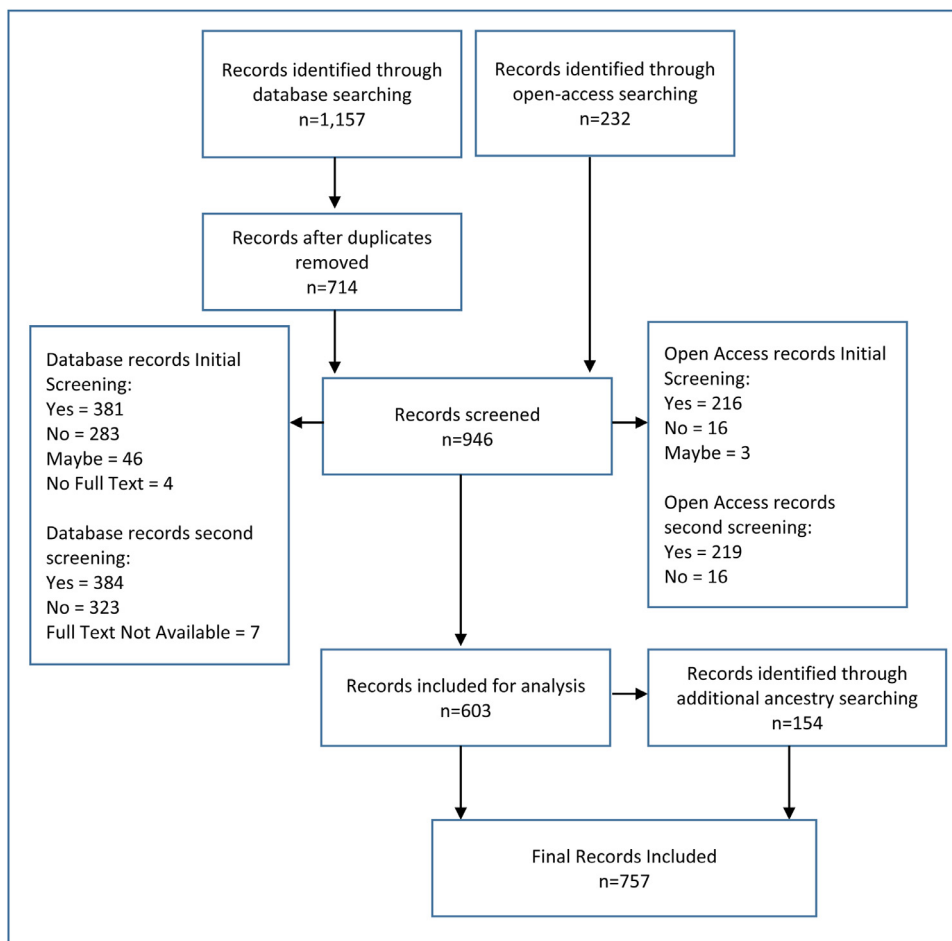 Records identified through
database searching
n=1,157
Records identified through
open-access searching
n=232
Records after duplicates
removed
n=714
Database records Initial
Screening:
Yes = 381
No = 283
Maybe = 46
No Full Text = 4
Database records second
screening:
Yes = 384
No = 323
Full Text Not Available = 7
Records screened
n=946
Open Access records Initial
Screening:
Yes = 216
No = 16
Maybe = 3
Open Access records
second screening:
Yes = 219
No = 16
Records included for analysis
n=603
Records identified through
additional ancestry searching
n=154
Final Records Included
n=757